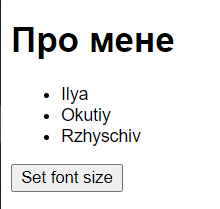 Про мене
Ilya
Okutiy
Rzhyschiv
Set font size